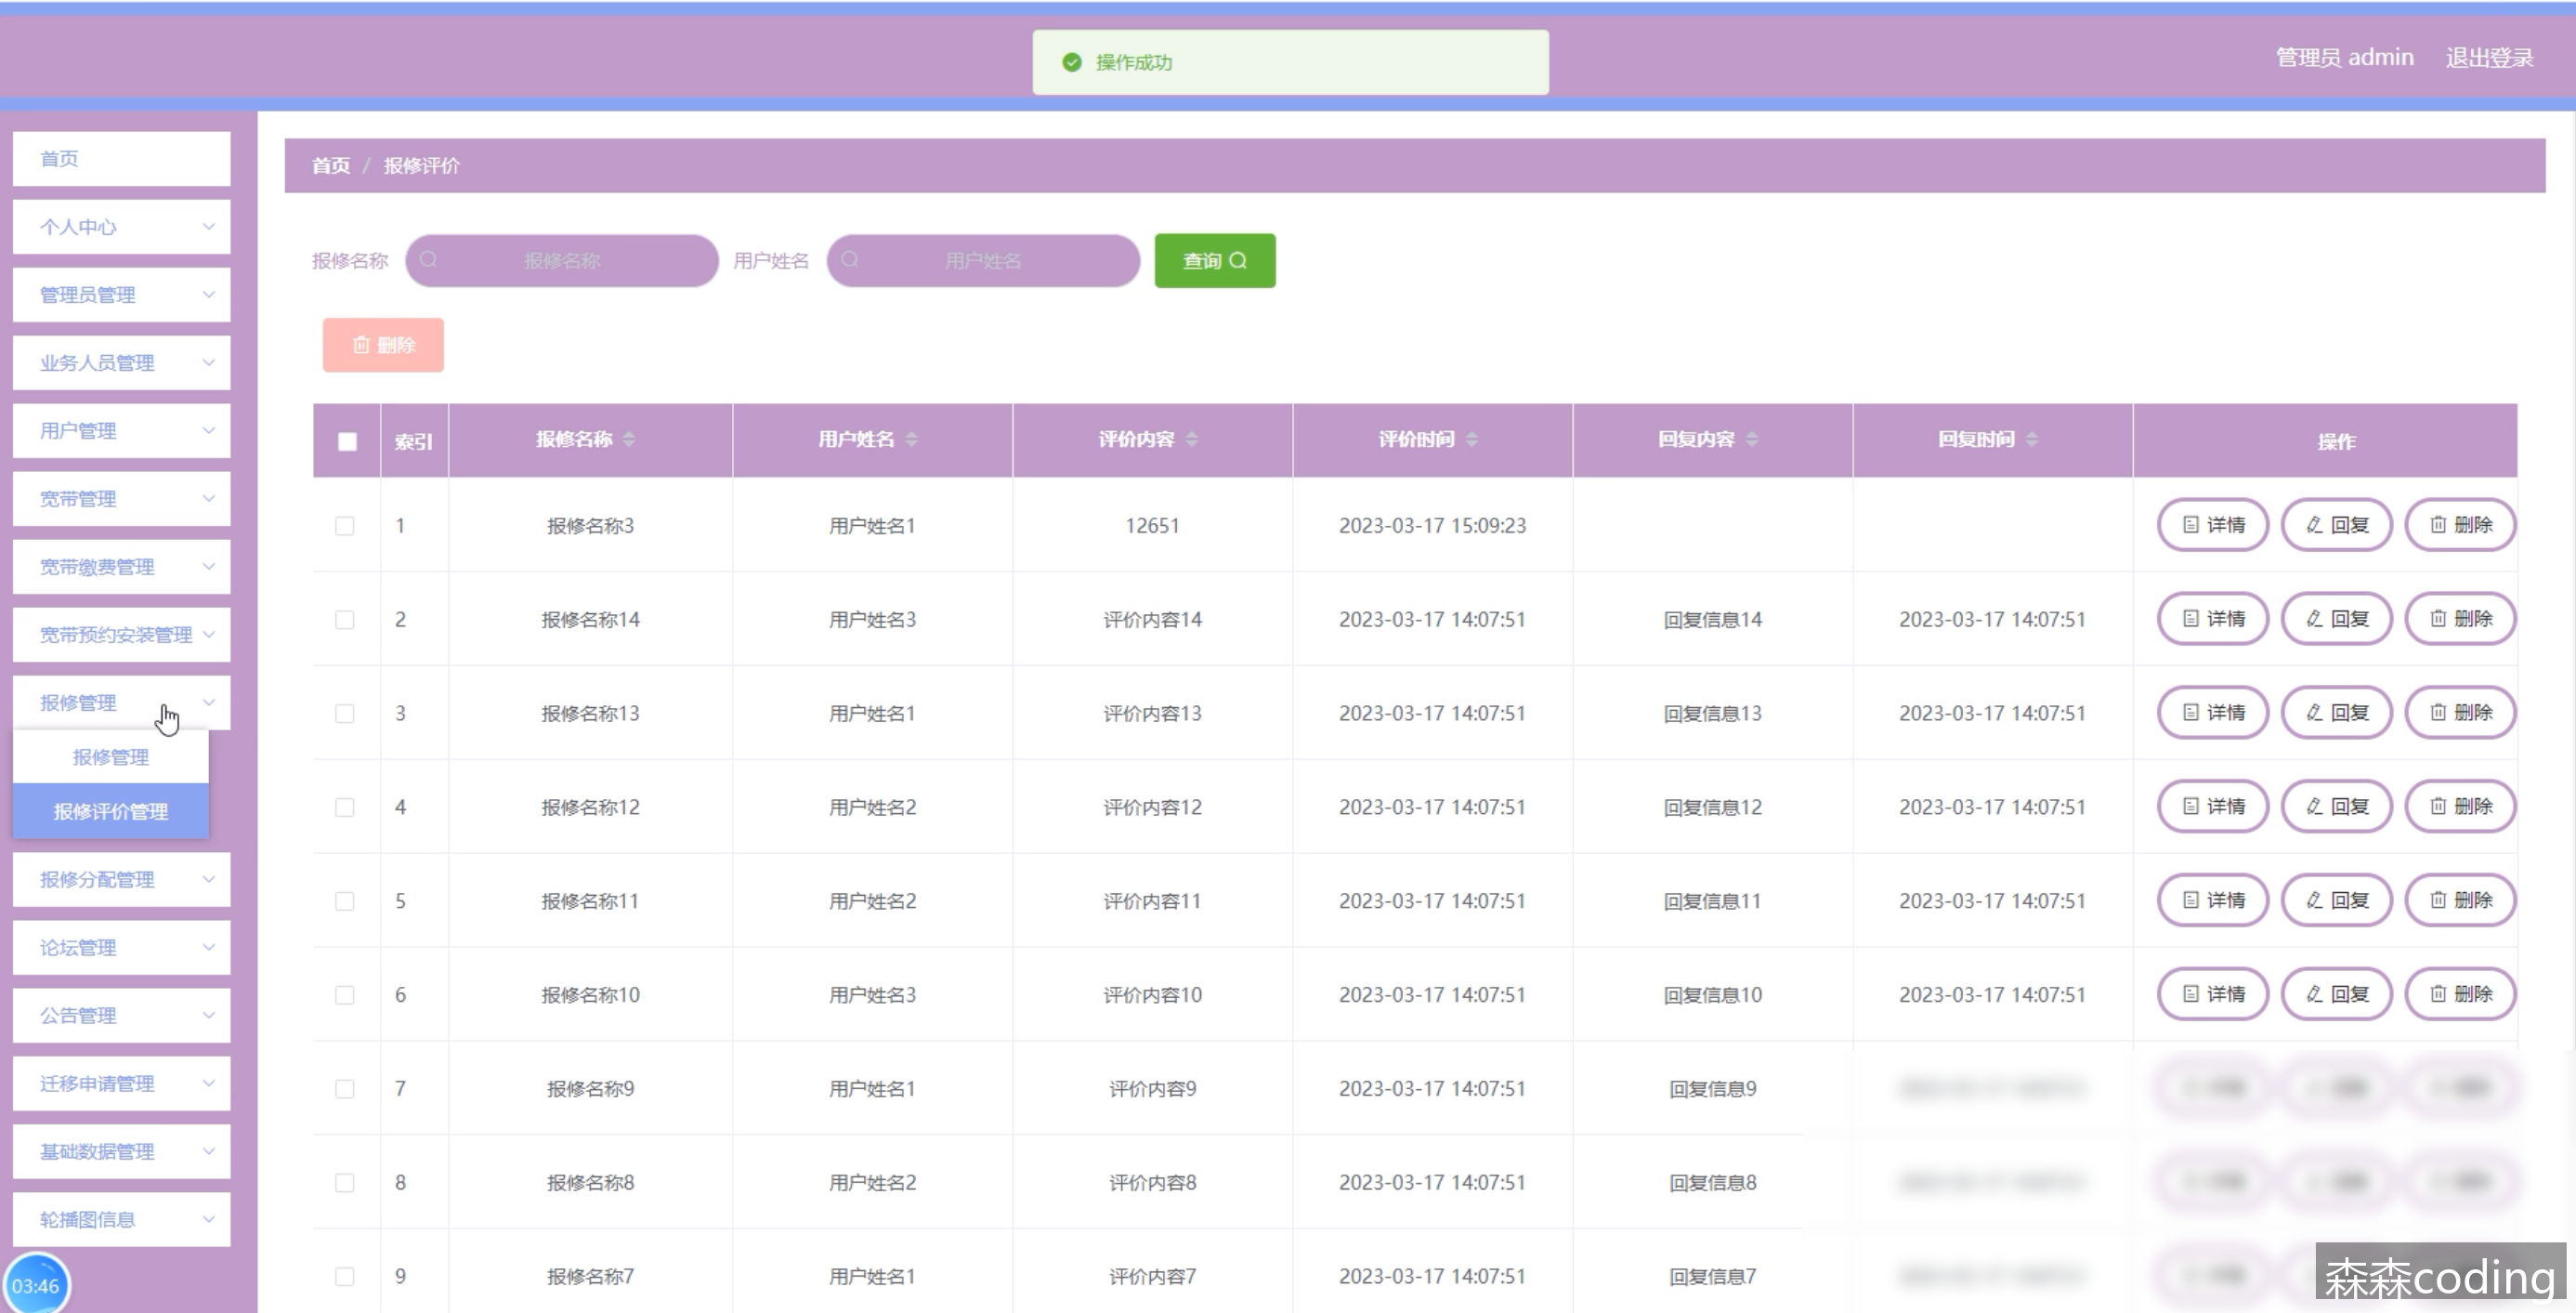 操作成功
管理员 admin 退出登录
首页
个人中心
管理员管理
业务人员管理
用户管理
宽带管理
宽带缴费管理
宽带预约安装管理
报修管理
报修管理
报修评价管理
报修分配管理
论坛管理
公告管理
迁移申请管理
基础数据管理
轮播图信息
03:46
首页 / 报修评价
报修名称 报修名称 用户姓名 用户姓名 查询
删除
索引 报修名称 用户姓名 评价内容 评价时间 回复内容 回复时间 操作
1 报修名称3 用户姓名1 12651 2023-03-17 15:09:23 详情 回复 删除
2 报修名称14 用户姓名3 评价内容14 2023-03-17 14:07:51 回复信息14 2023-03-17 14:07:51 详情 回复 删除
3 报修名称13 用户姓名1 评价内容13 2023-03-17 14:07:51 回复信息13 2023-03-17 14:07:51 详情 回复 删除
4 报修名称12 用户姓名2 评价内容12 2023-03-17 14:07:51 回复信息12 2023-03-17 14:07:51 详情 回复 删除
5 报修名称11 用户姓名2 评价内容11 2023-03-17 14:07:51 回复信息11 2023-03-17 14:07:51 详情 回复 删除
6 报修名称10 用户姓名3 评价内容10 2023-03-17 14:07:51 回复信息10 2023-03-17 14:07:51 详情 回复 删除
7 报修名称9 用户姓名1 评价内容9 2023-03-17 14:07:51 回复信息9
8 报修名称8 用户姓名2 评价内容8 2023-03-17 14:07:51 回复信息8
9 报修名称7 用户姓名1 评价内容7 2023-03-17 14:07:51 回复信息7
森森coding